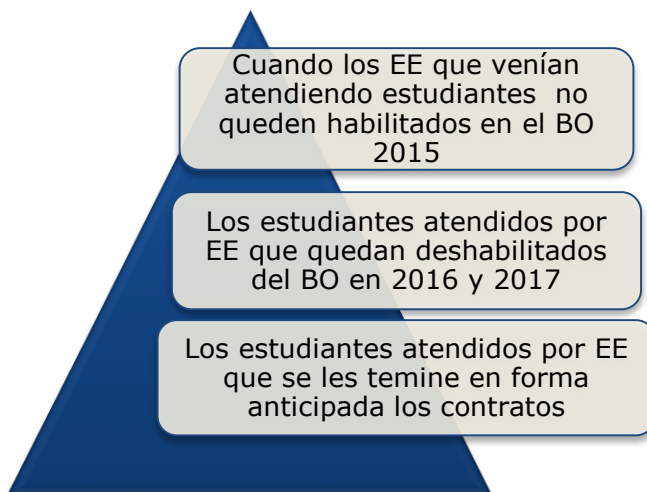 Cuando los EE que venían
atendiendo estudiantes no
queden habilitados en el BO
2015
Los estudiantes atendidos por
EE que quedan deshabilitados
del BO en 2016 y 2017
Los estudiantes atendidos por EE
que se les temine en forma
anticipada los contratos